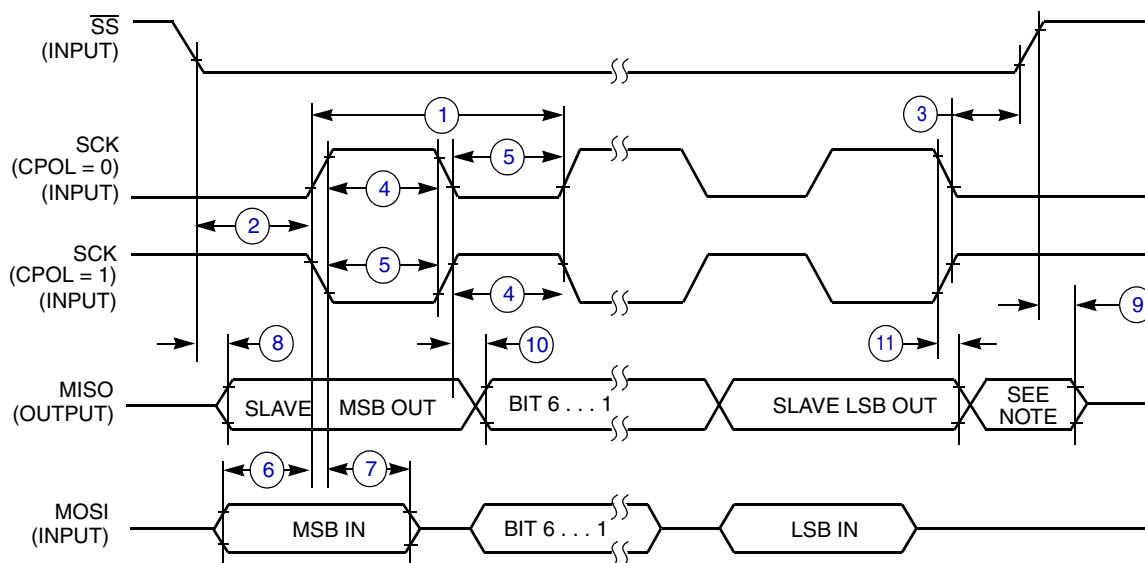 SS
(INPUT)
1
3
SCK
(CPOL = 0)
(INPUT)
5
4
2
SCK
(CPOL = 1)
(INPUT)
5
4
9
8
10
11
MISO
(OUTPUT)
SLAVE MSB OUT
BIT 6 . . . 1
SLAVE LSB OUT
SEE
NOTE
6
7
MOSI
(INPUT)
MSB IN
BIT 6 . . . 1
LSB IN